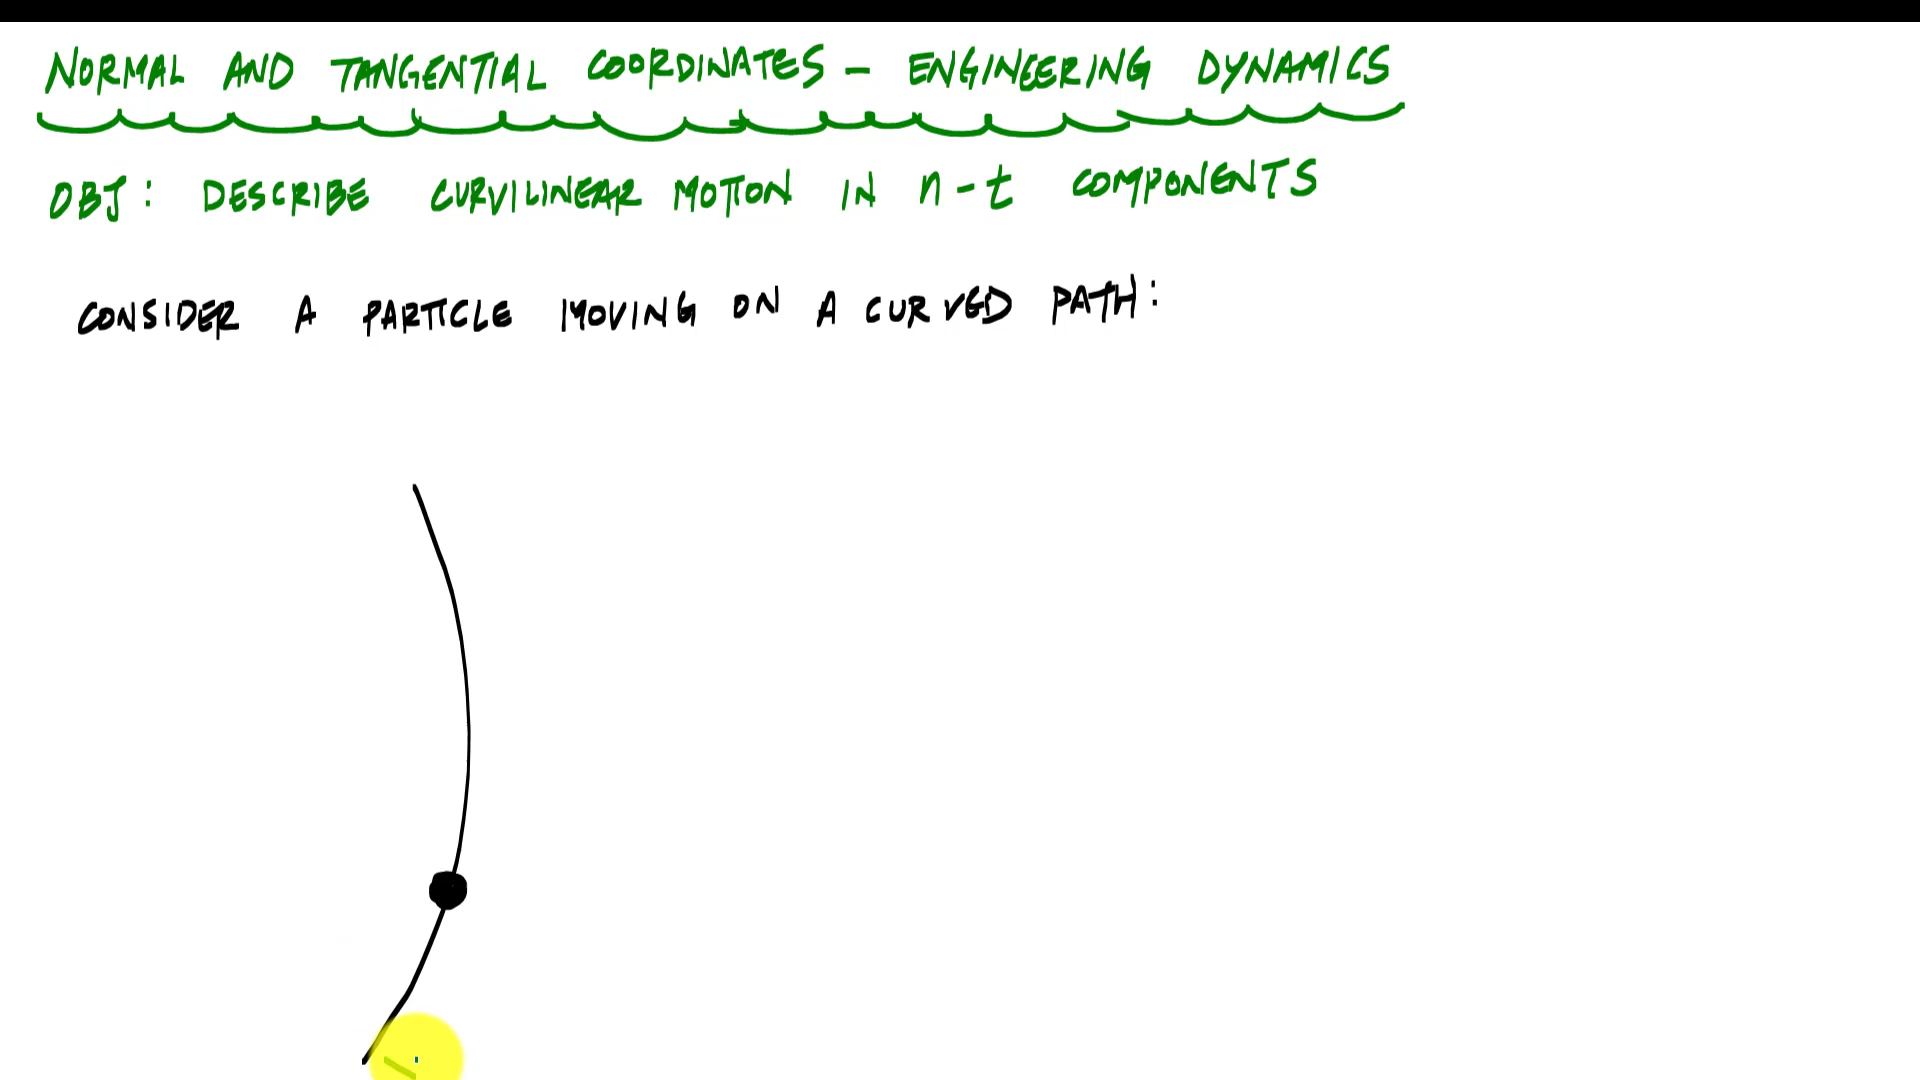 NORMAL AND TANGENTIAL COORDINATES - ENGINEERING DYNAMICS
OBJ: DESCRIBE CURVILINEAR MOTION IN n-t COMPONENTS
CONSIDER A PARTICLE MOVING ON A CURVED PATH: